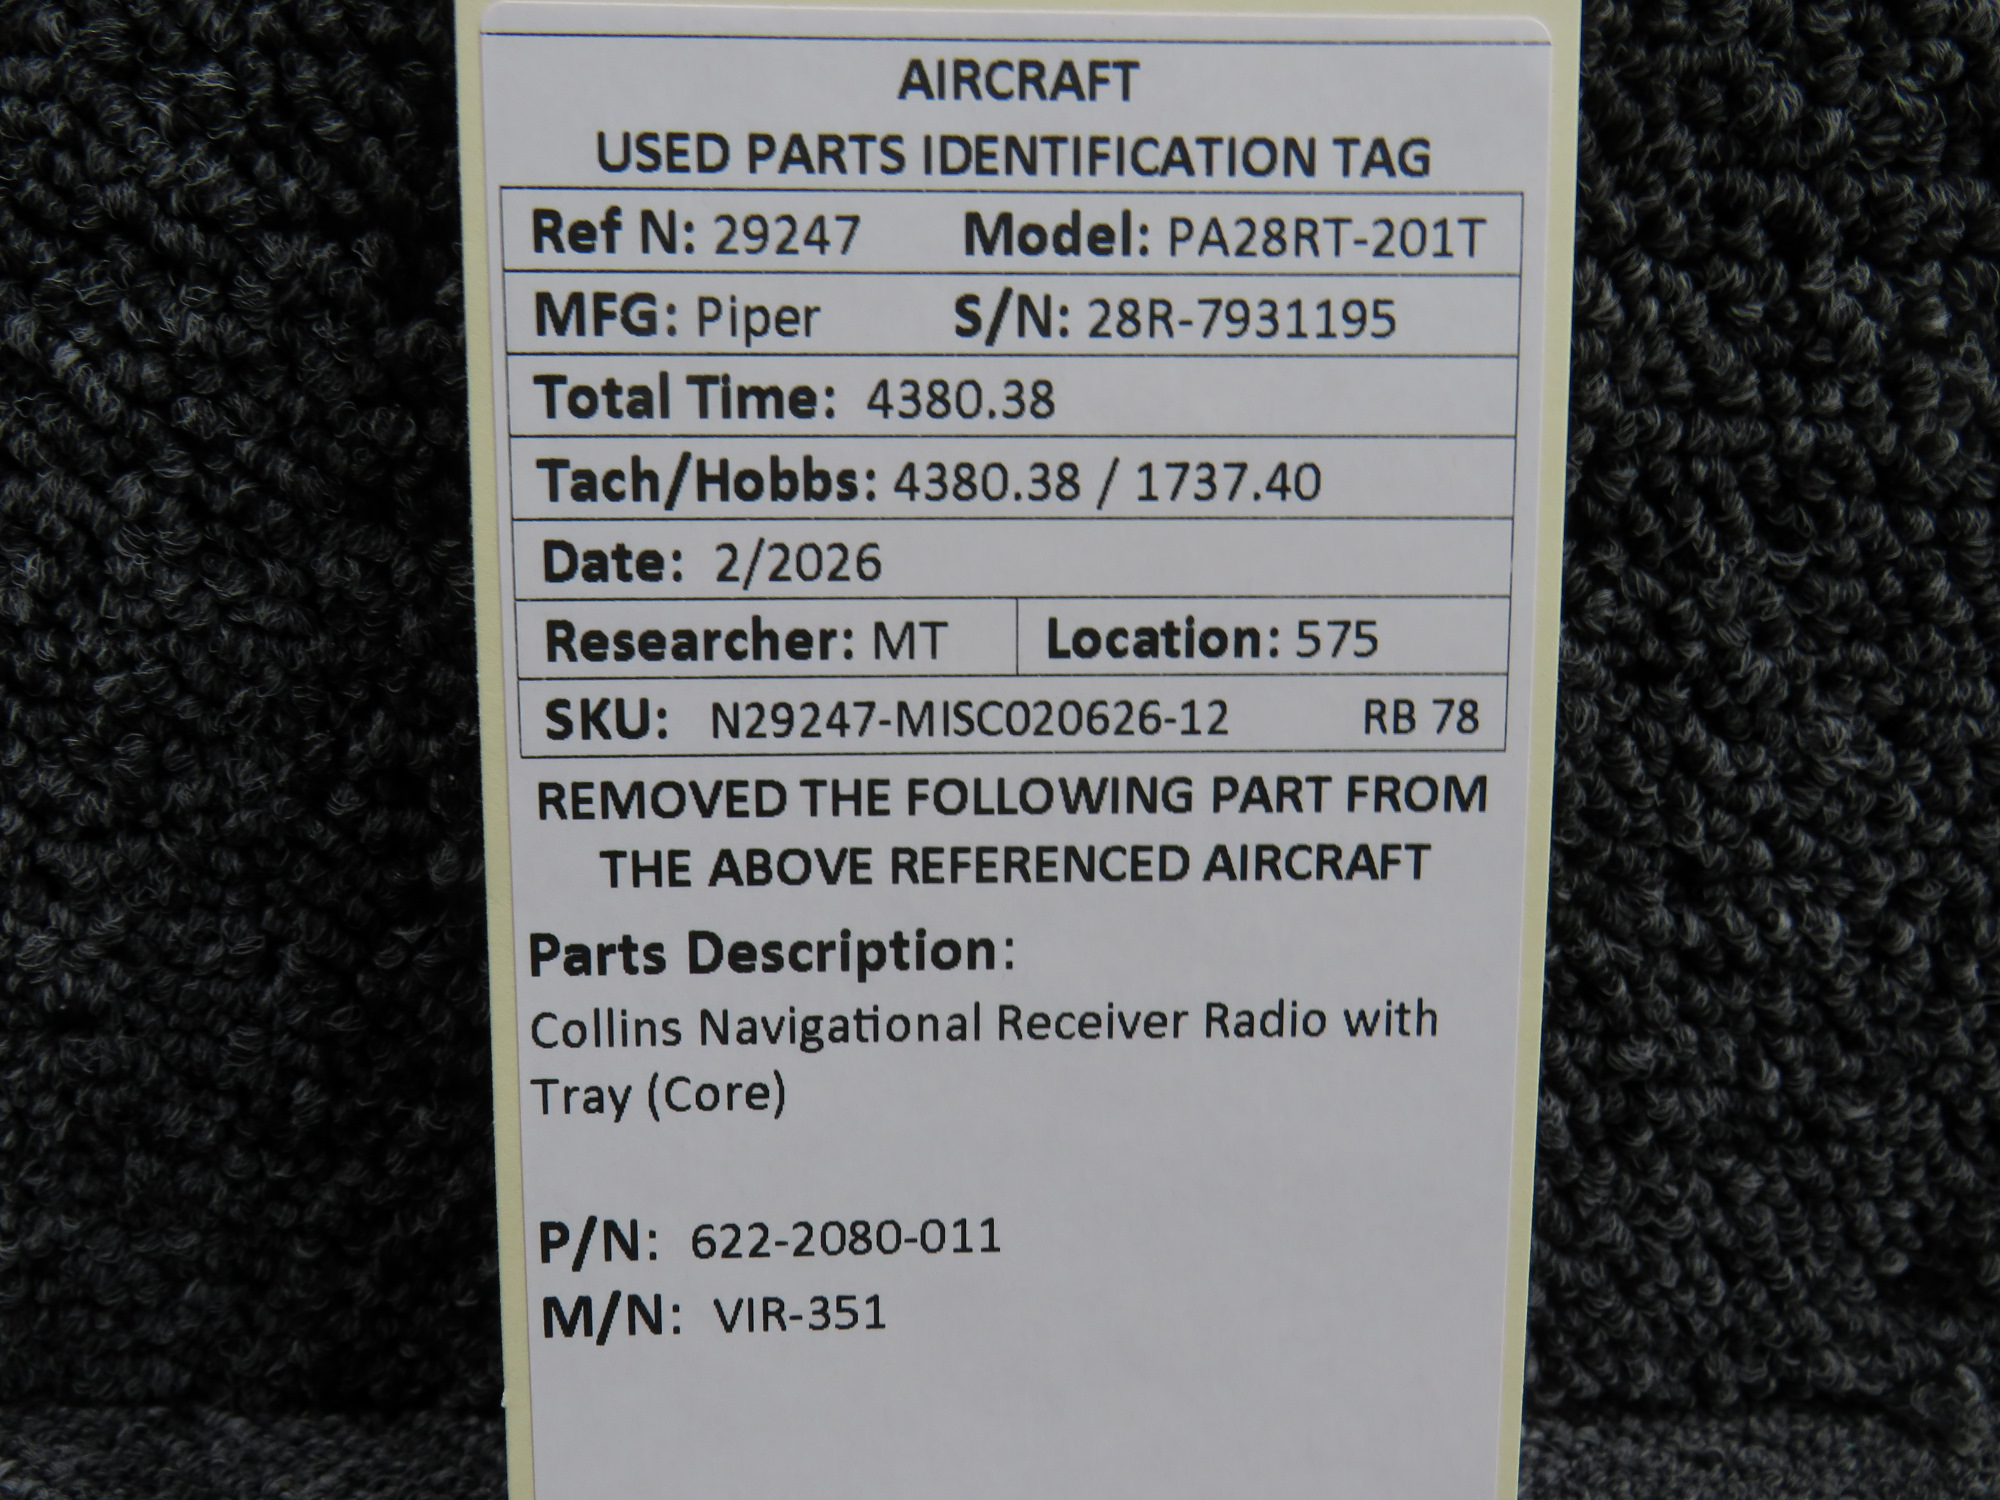 AIRCRAFT
USED PARTS IDENTIFICATION TAG
Ref N: 29247 Model: PA28RT-201T
MFG: Piper S/N: 28R-7931195
Total Time: 4380.38
Tach/Hobbs: 4380.38 / 1737.40
Date: 2/2026
Researcher: MT Location: 575
SKU: N29247-MISC020626-12 RB 78
REMOVED THE FOLLOWING PART FROM
THE ABOVE REFERENCED AIRCRAFT
Parts Description:
Collins Navigational Receiver Radio with
Tray (Core)
P/N: 622-2080-011
M/N: VIR-351